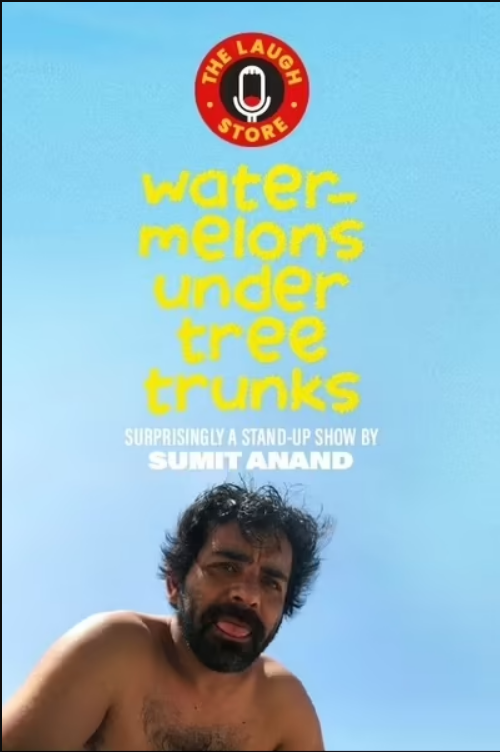 THE LAUGH
STORE
water-
melons
under
tree
trunks
SURPRISINGLY A STAND-UP SHOW BY
SUMIT ANAND